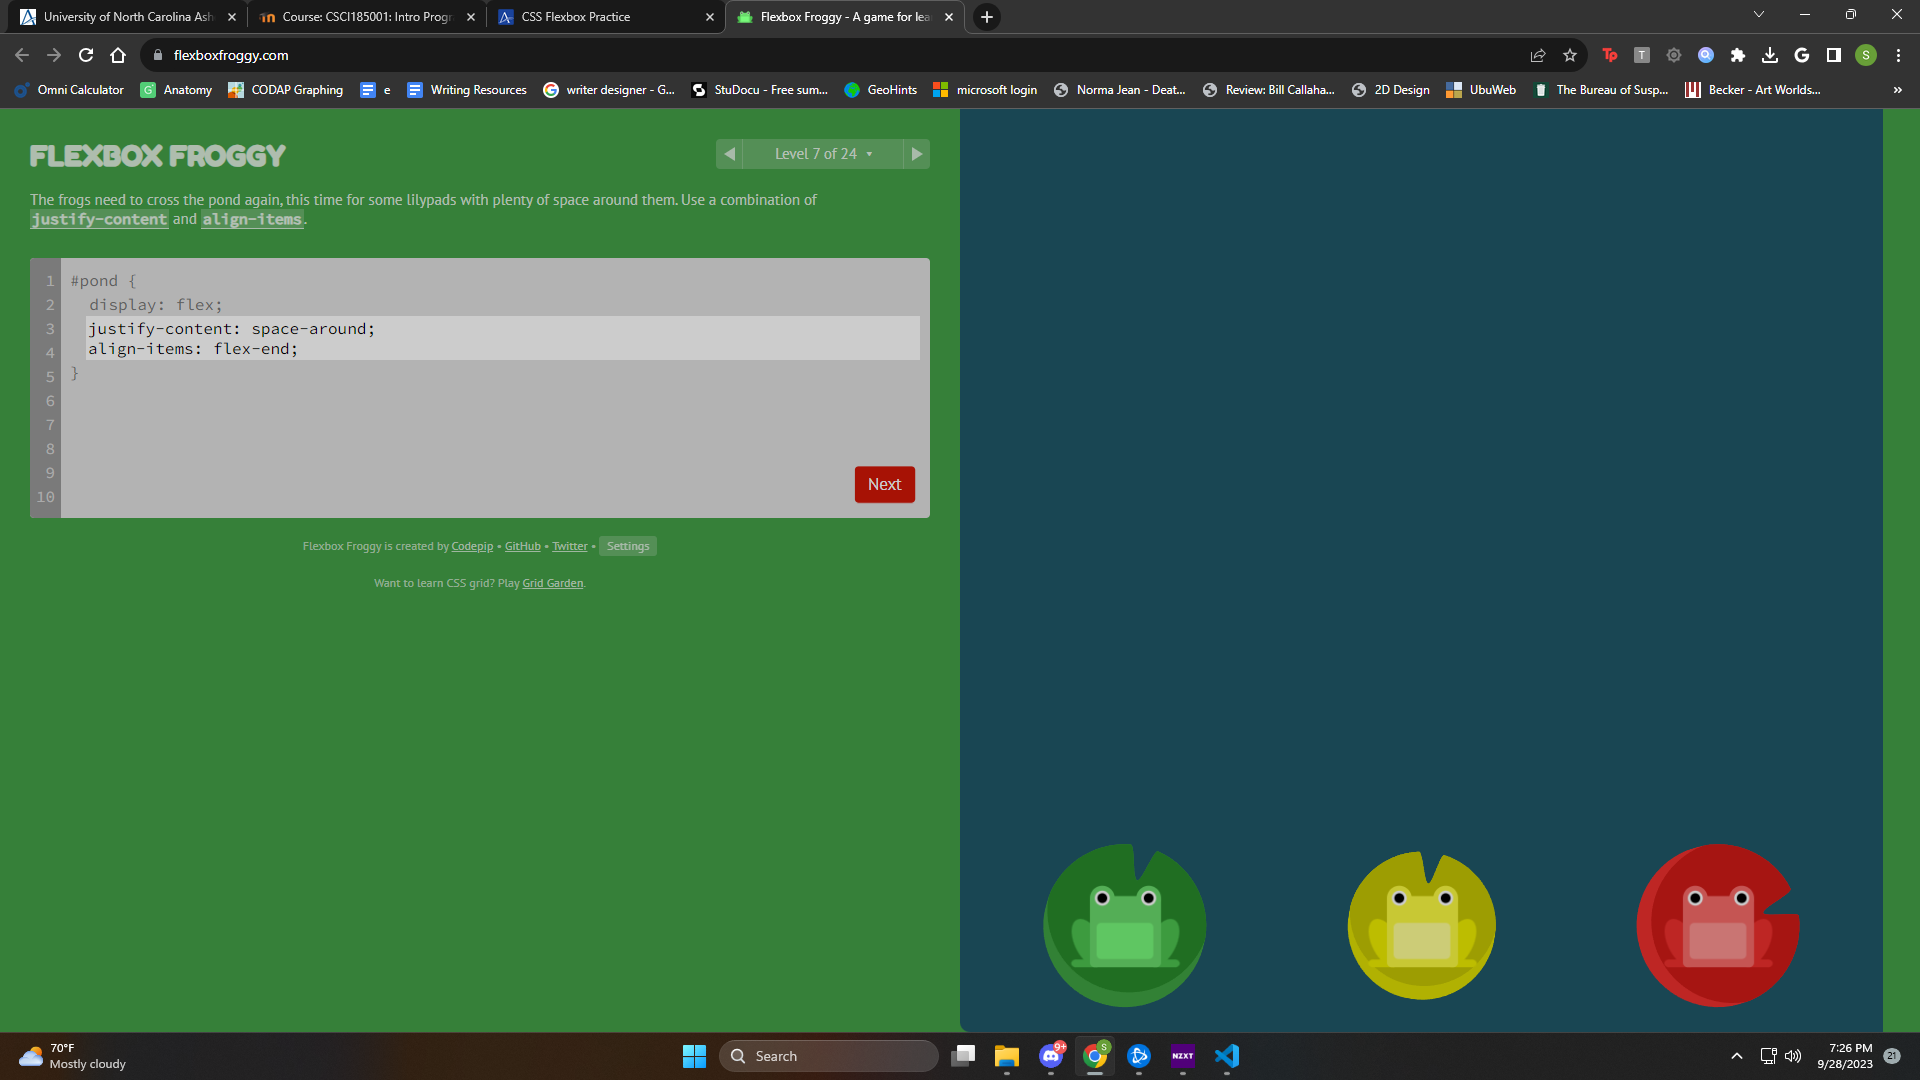 University of North Carolina Ash
Course: CSCI185001: Intro Progr
CSS Flexbox Practice
Flexbox Froggy - A game for lea
flexboxfroggy.com
Tp
T
S
Omni Calculator
Anatomy
CODAP Graphing
e
Writing Resources
writer designer - G...
StuDocu - Free sum...
GeoHints
microsoft login
Norma Jean - Deat...
Review: Bill Callaha...
2D Design
UbuWeb
The Bureau of Susp...
Becker - Art Worlds...
»
FLEXBOX FROGGY
Level 7 of 24
The frogs need to cross the pond again, this time for some lilypads with plenty of space around them. Use a combination of
justify-content and align-items.
1 #pond {
2 display: flex;
3 justify-content: space-around;
4 align-items: flex-end;
5 }
6
7
8
9
10
Next
Flexbox Froggy is created by Codepip • GitHub • Twitter • Settings
Want to learn CSS grid? Play Grid Garden.
70°F
Mostly cloudy
Search
9+
S
NZXT
7:26 PM
9/28/2023
21